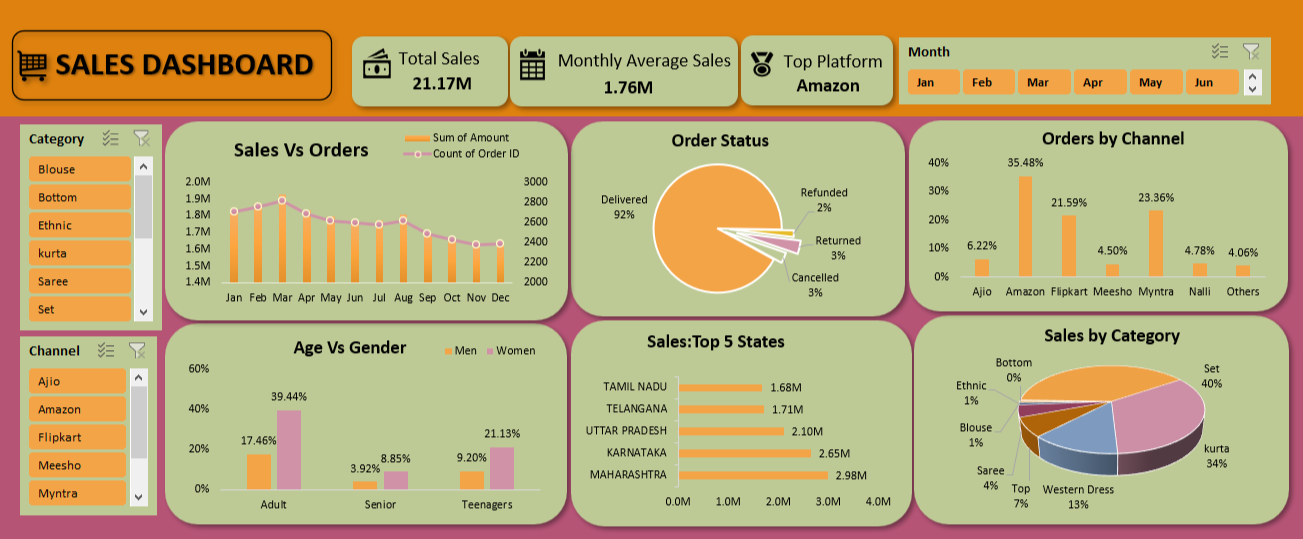 SALES DASHBOARD
Total Sales
21.17M
Monthly Average Sales
1.76M
Top Platform
Amazon
Month
Jan Feb Mar Apr May Jun
Category
Blouse
Bottom
Ethnic
kurta
Saree
Set
Channel
Ajio
Amazon
Flipkart
Meesho
Myntra
Sales Vs Orders
Sum of Amount
Count of Order ID
2.0M
1.9M
1.8M
1.7M
1.6M
1.5M
1.4M
3000
2800
2600
2400
2200
2000
Jan Feb Mar Apr May Jun Jul Aug Sep Oct Nov Dec
Order Status
Delivered
92%
Refunded
2%
Returned
3%
Cancelled
3%
Orders by Channel
40%
30%
20%
10%
0%
6.22% 35.48% 21.59% 4.50% 23.36% 4.78% 4.06%
Ajio Amazon Flipkart Meesho Myntra Nalli Others
Age Vs Gender
Men Women
60%
40%
20%
0%
17.46% 39.44% 3.92% 8.85% 9.20% 21.13%
Adult Senior Teenagers
Sales:Top 5 States
TAMIL NADU 1.68M
TELANGANA 1.71M
UTTAR PRADESH 2.10M
KARNATAKA 2.65M
MAHARASHTRA 2.98M
0.0M 1.0M 2.0M 3.0M 4.0M
Sales by Category
Bottom
0%
Ethnic
1%
Blouse
1%
Saree
4%
Top
7%
Western Dress
13%
kurta
34%
Set
40%